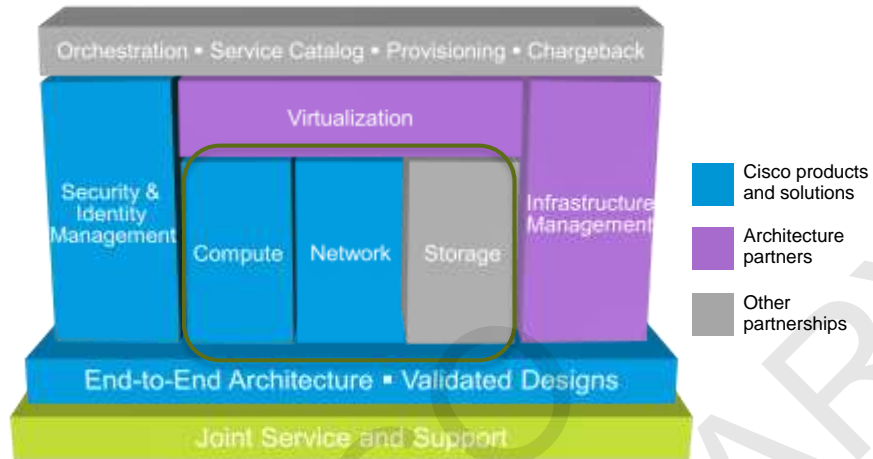 Orchestration ▪ Service Catalog ▪ Provisioning ▪ Chargeback
Virtualization
Security &
Identity
Management
Compute
Network
Storage
Infrastructure
Management
End-to-End Architecture ▪ Validated Designs
Joint Service and Support
Cisco products
and solutions
Architecture
partners
Other
partnerships